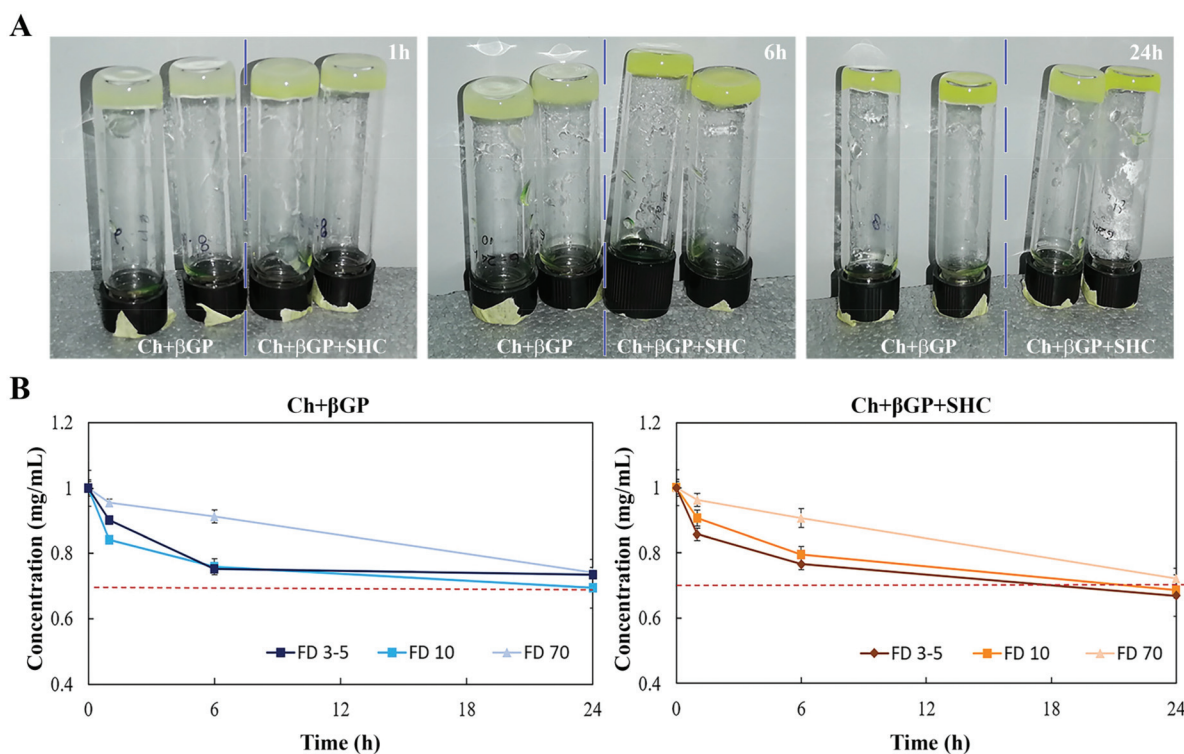 A
1h
Ch+βGP
Ch+βGP+SHC
6h
Ch+βGP
Ch+βGP+SHC
24h
Ch+βGP
Ch+βGP+SHC
B
Ch+βGP
Concentration (mg/mL)
1.2
1
0.8
0.6
0.4
FD 3-5 FD 10 FD 70
0 6 12 18 24
Time (h)
Ch+βGP+SHC
Concentration (mg/mL)
1.2
1
0.8
0.6
0.4
FD 3-5 FD 10 FD 70
0 6 12 18 24
Time (h)